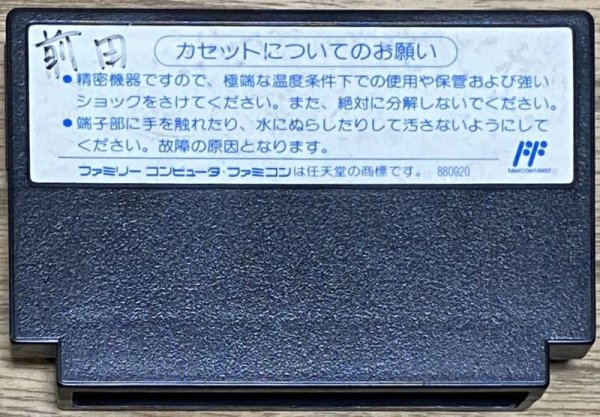 前田
カセットについてのお願い
●精密機器ですので、極端な温度条件下での使用や保管および強い
ショックをさけてください。また、絶対に分解しないでください。
●端子部に手を触れたり、水にぬらしたりして汚さないようにして
ください。故障の原因となります。
ファミリーコンピュータ・ファミコンは任天堂の商標です。 880920
FAMICOM FAMILY